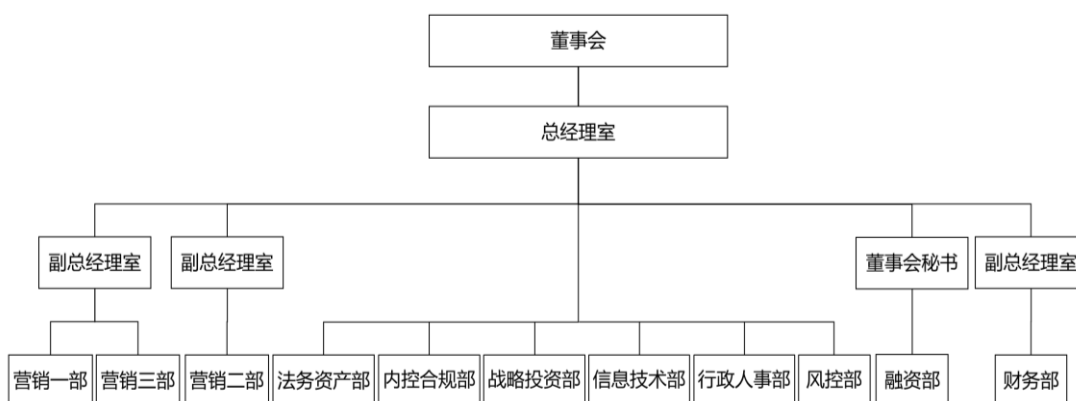 董事会
总经理室
副总经理室
副总经理室
董事会秘书
副总经理室
营销一部
营销三部
营销二部
法务资产部
内控合规部
战略投资部
信息技术部
行政人事部
风控部
融资部
财务部